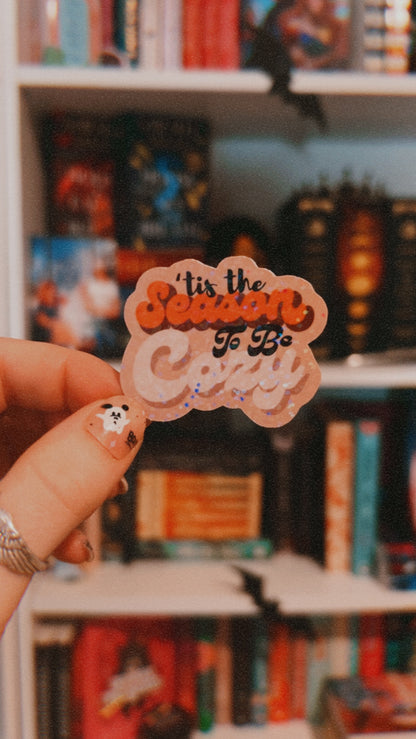 'tis the
Season
To Be
Cozy